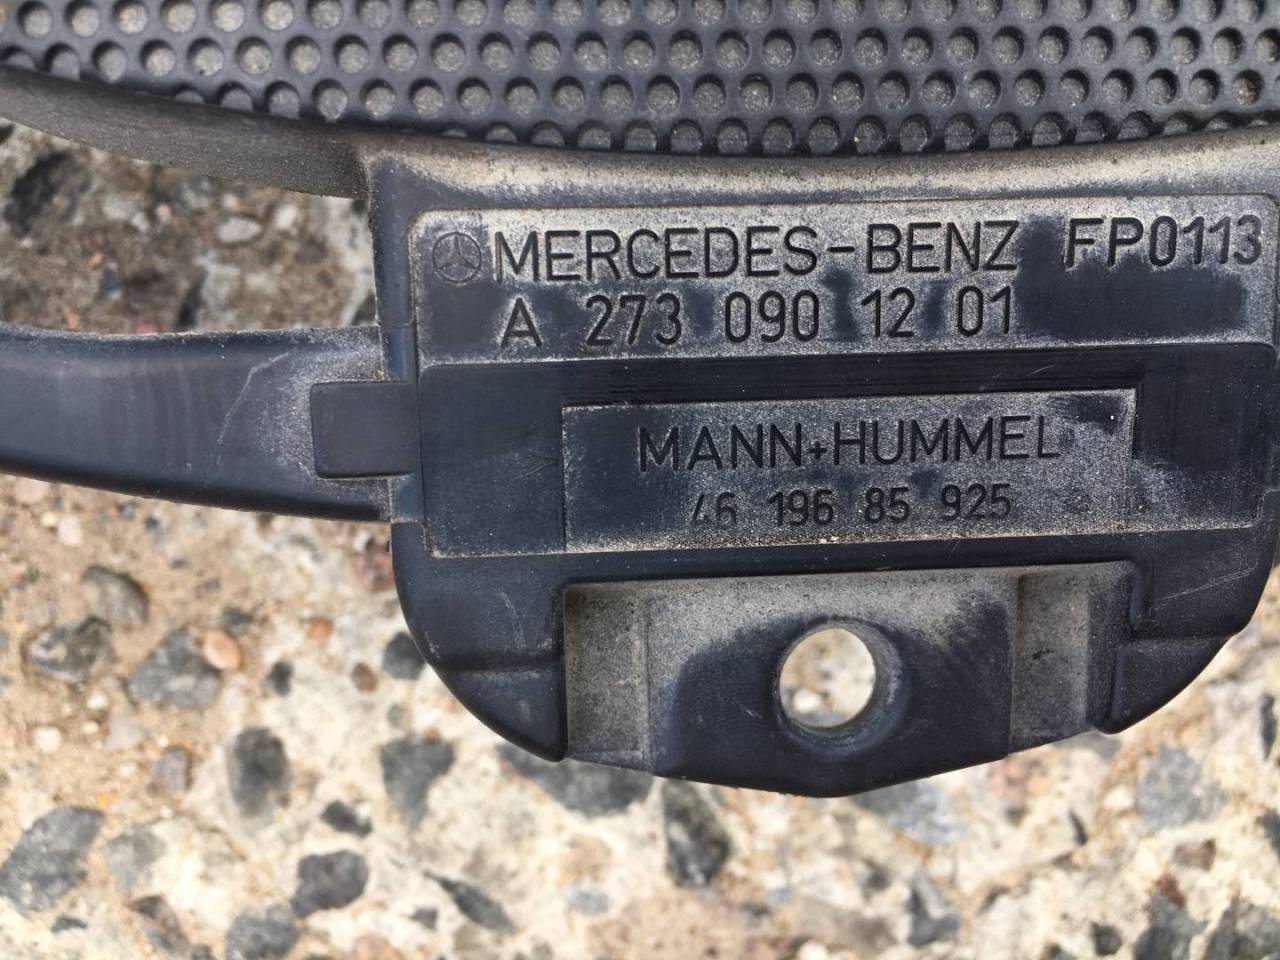 MERCEDES-BENZ FP0113
A 273 090 12 01
MANN+HUMMEL
46 196 85 925